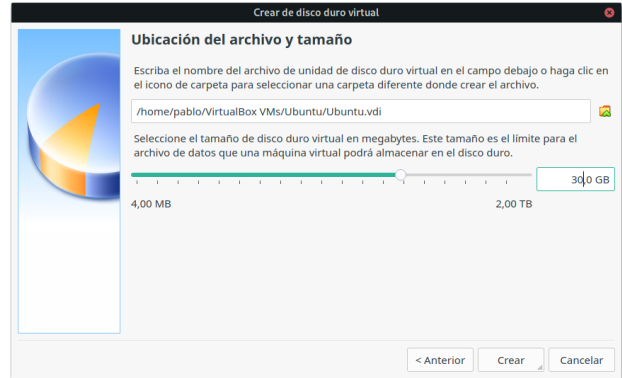 Crear de disco duro virtual
Ubicación del archivo y tamaño
Escriba el nombre del archivo de unidad de disco duro virtual en el campo debajo o haga clic en
el icono de carpeta para seleccionar una carpeta diferente donde crear el archivo.
/home/pablo/VirtualBox VMs/Ubuntu/Ubuntu.vdi
Seleccione el tamaño de disco duro virtual en megabytes. Este tamaño es el límite para el
archivo de datos que una máquina virtual podrá almacenar en el disco duro.
30,0 GB
4,00 MB 2,00 TB
< Anterior Crear Cancelar